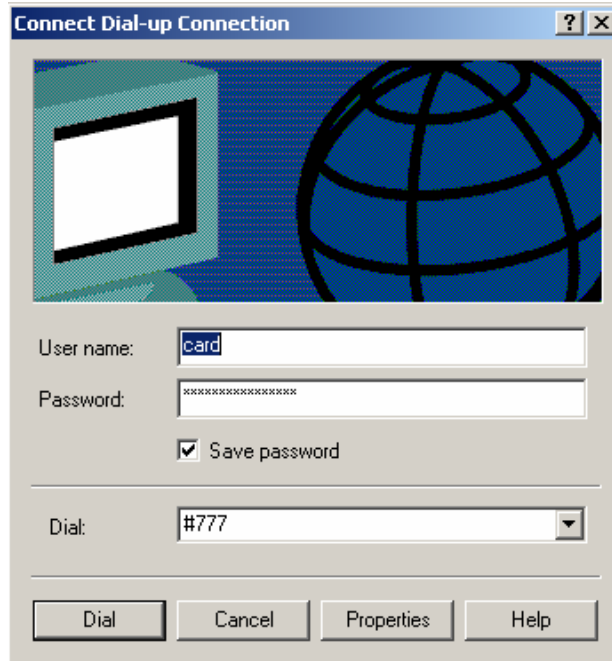 Connect Dial-up Connection
User name: card
Password: ****************
Save password
Dial: #777
Dial Cancel Properties Help